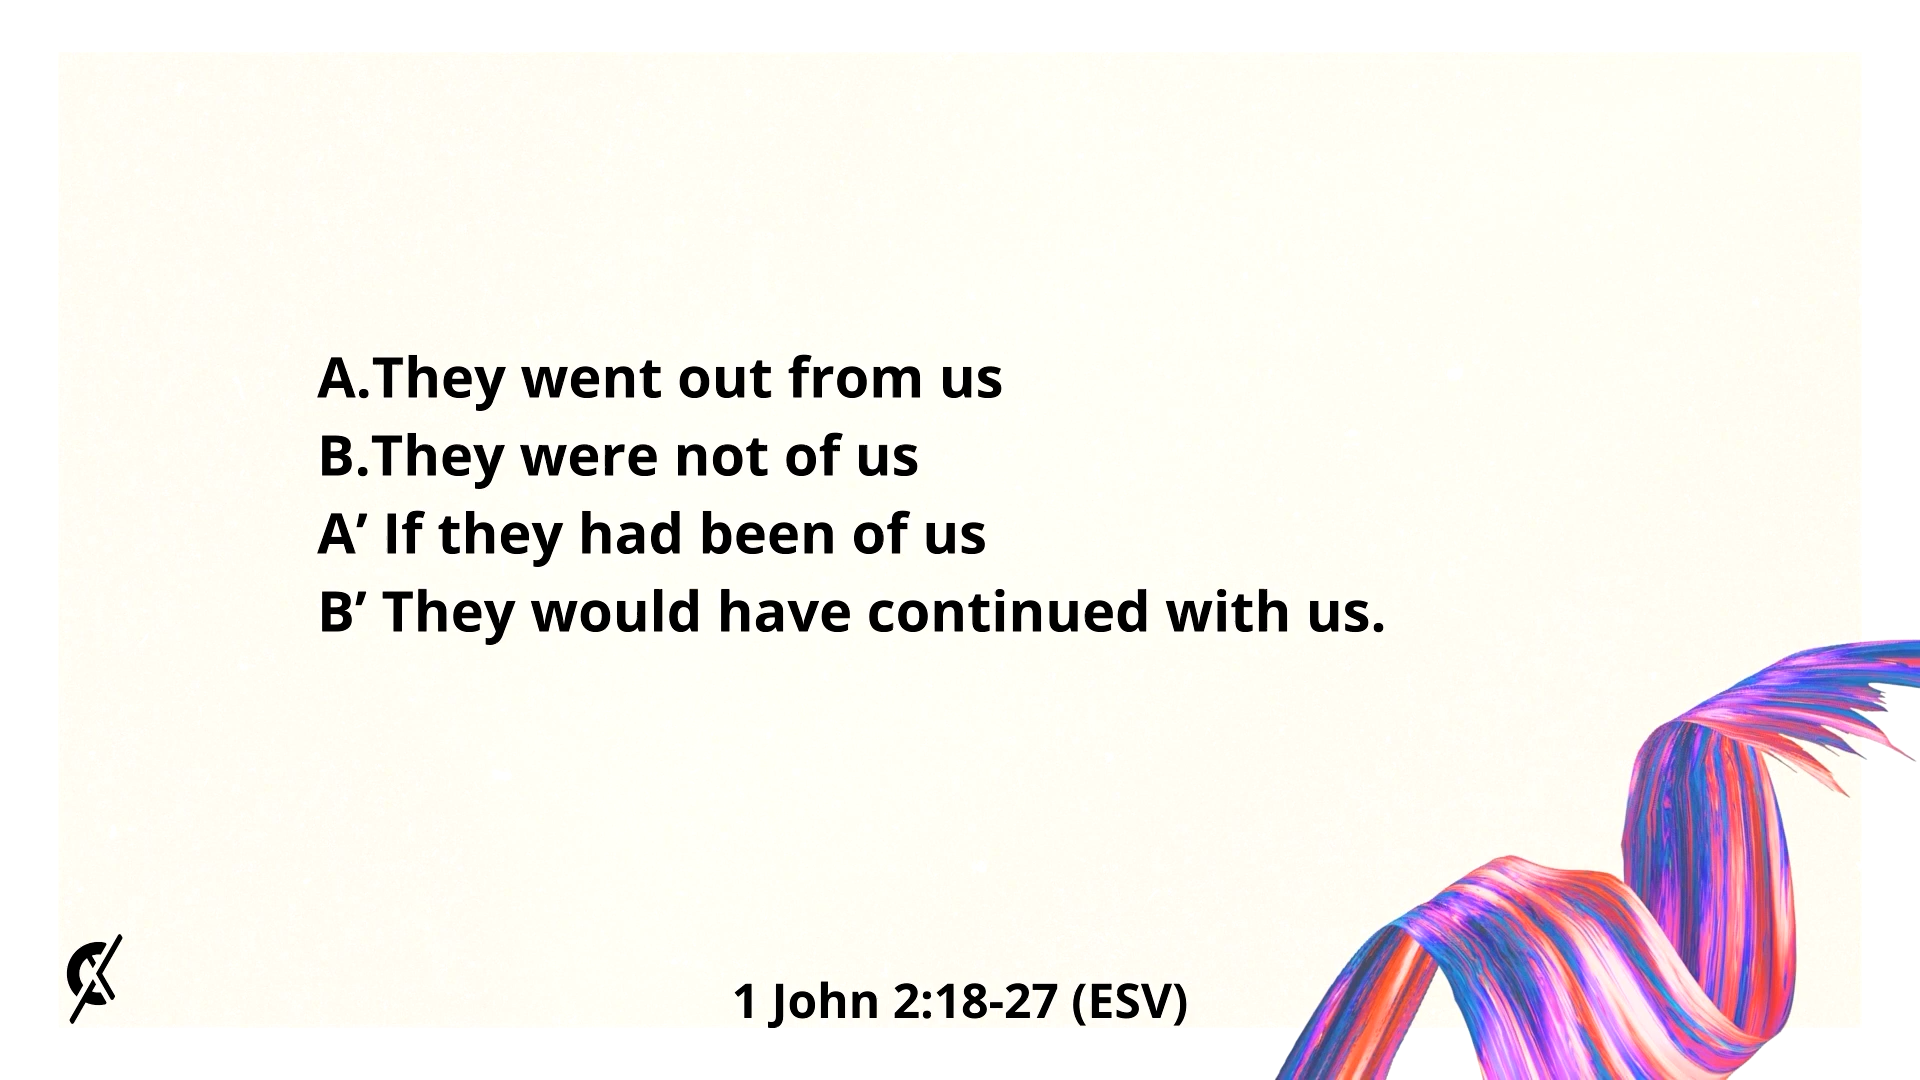 A.They went out from us
B.They were not of us
A’ If they had been of us
B’ They would have continued with us.
1 John 2:18-27 (ESV)